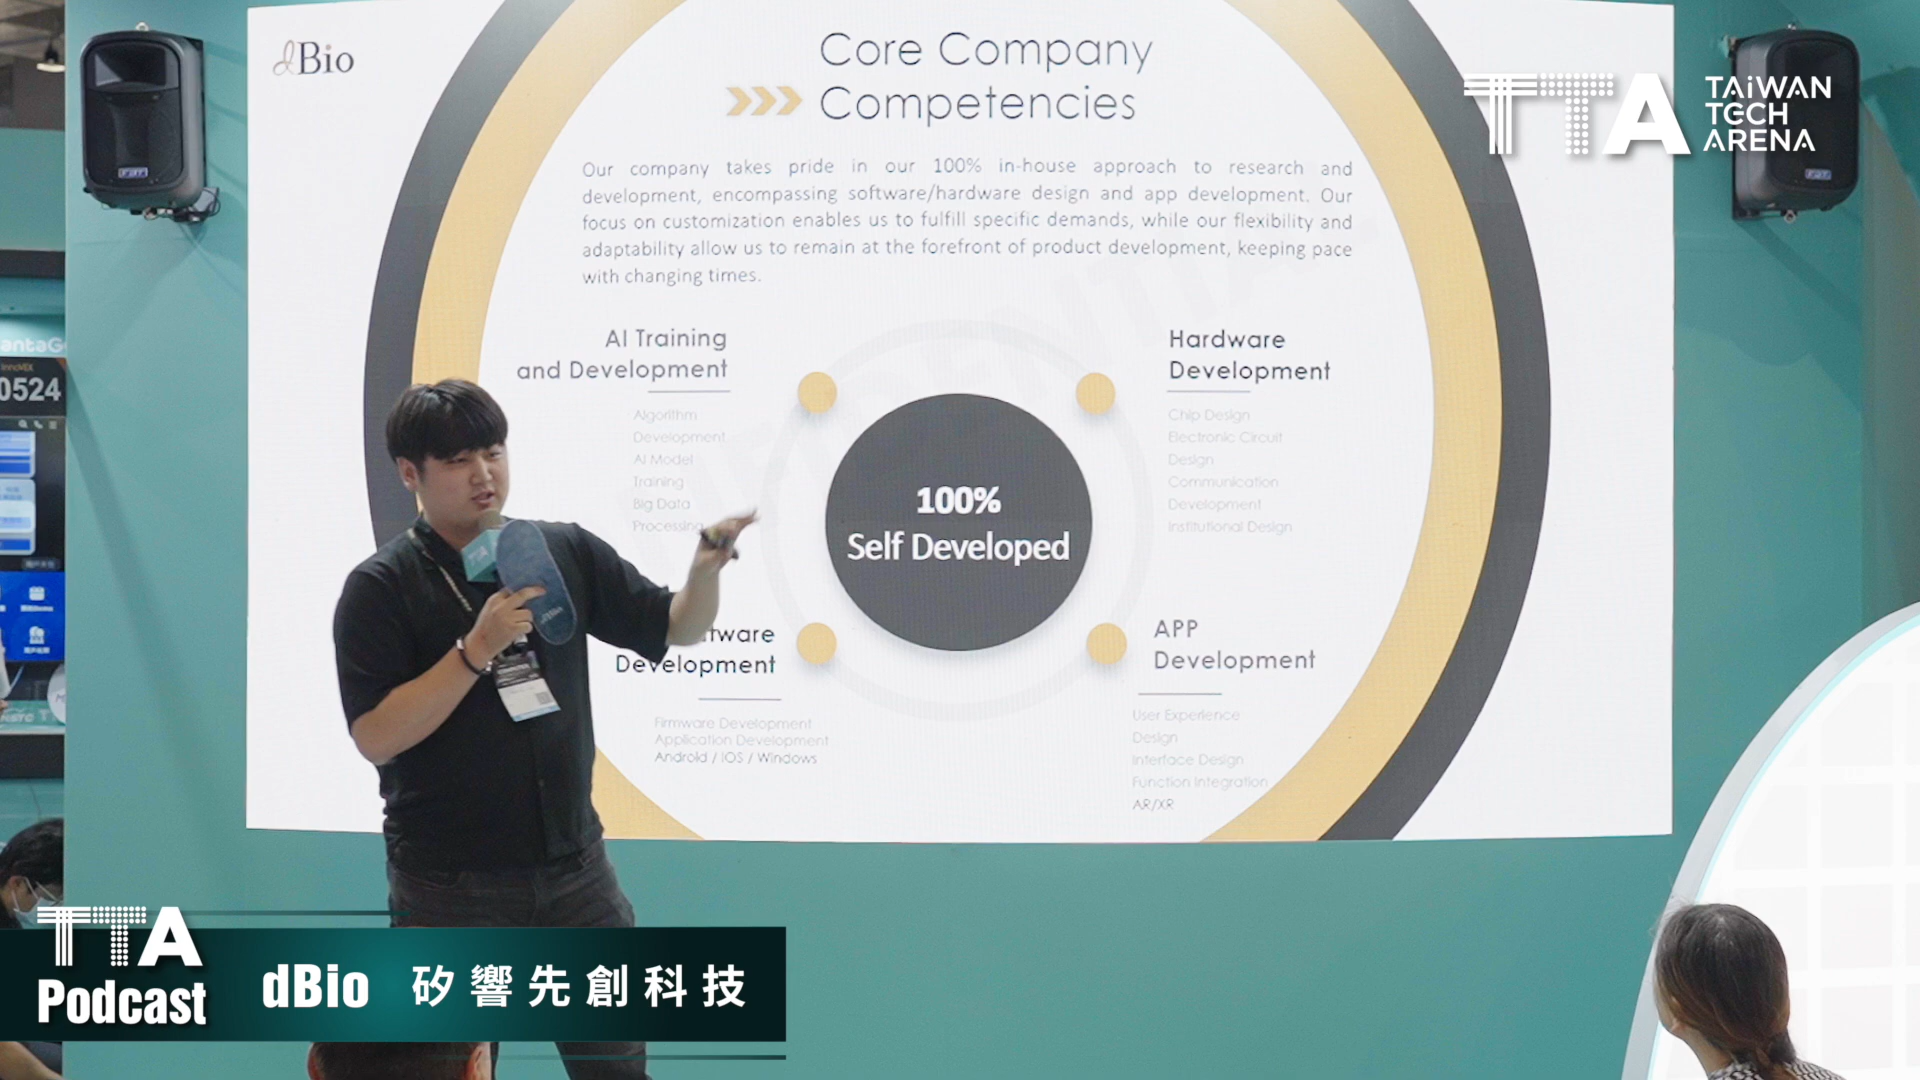 dBio
Core Company
Competencies
TTA
TAIWAN
TECH
ARENA
Our company takes pride in our 100% in-house approach to research and
development, encompassing software/hardware design and app development. Our
focus on customization enables us to fulfill specific demands, while our flexibility and
adaptability allow us to remain at the forefront of product development, keeping pace
with changing times.
AI Training
and Development
Algorithm
Development
AI Model
Training
Big Data
Processing
Hardware
Development
Chip Design
Electronic Circuit
Design
Communication
Development
Institutional Design
100%
Self Developed
tware
Development
Firmware Development
Application Development
Android / IOS / Windows
APP
Development
User Experience
Design
Interface Design
Function Integration
AR/XR
InnoVEX
0524
TTA
dBio
TTA
Podcast
dBio 矽響先創科技